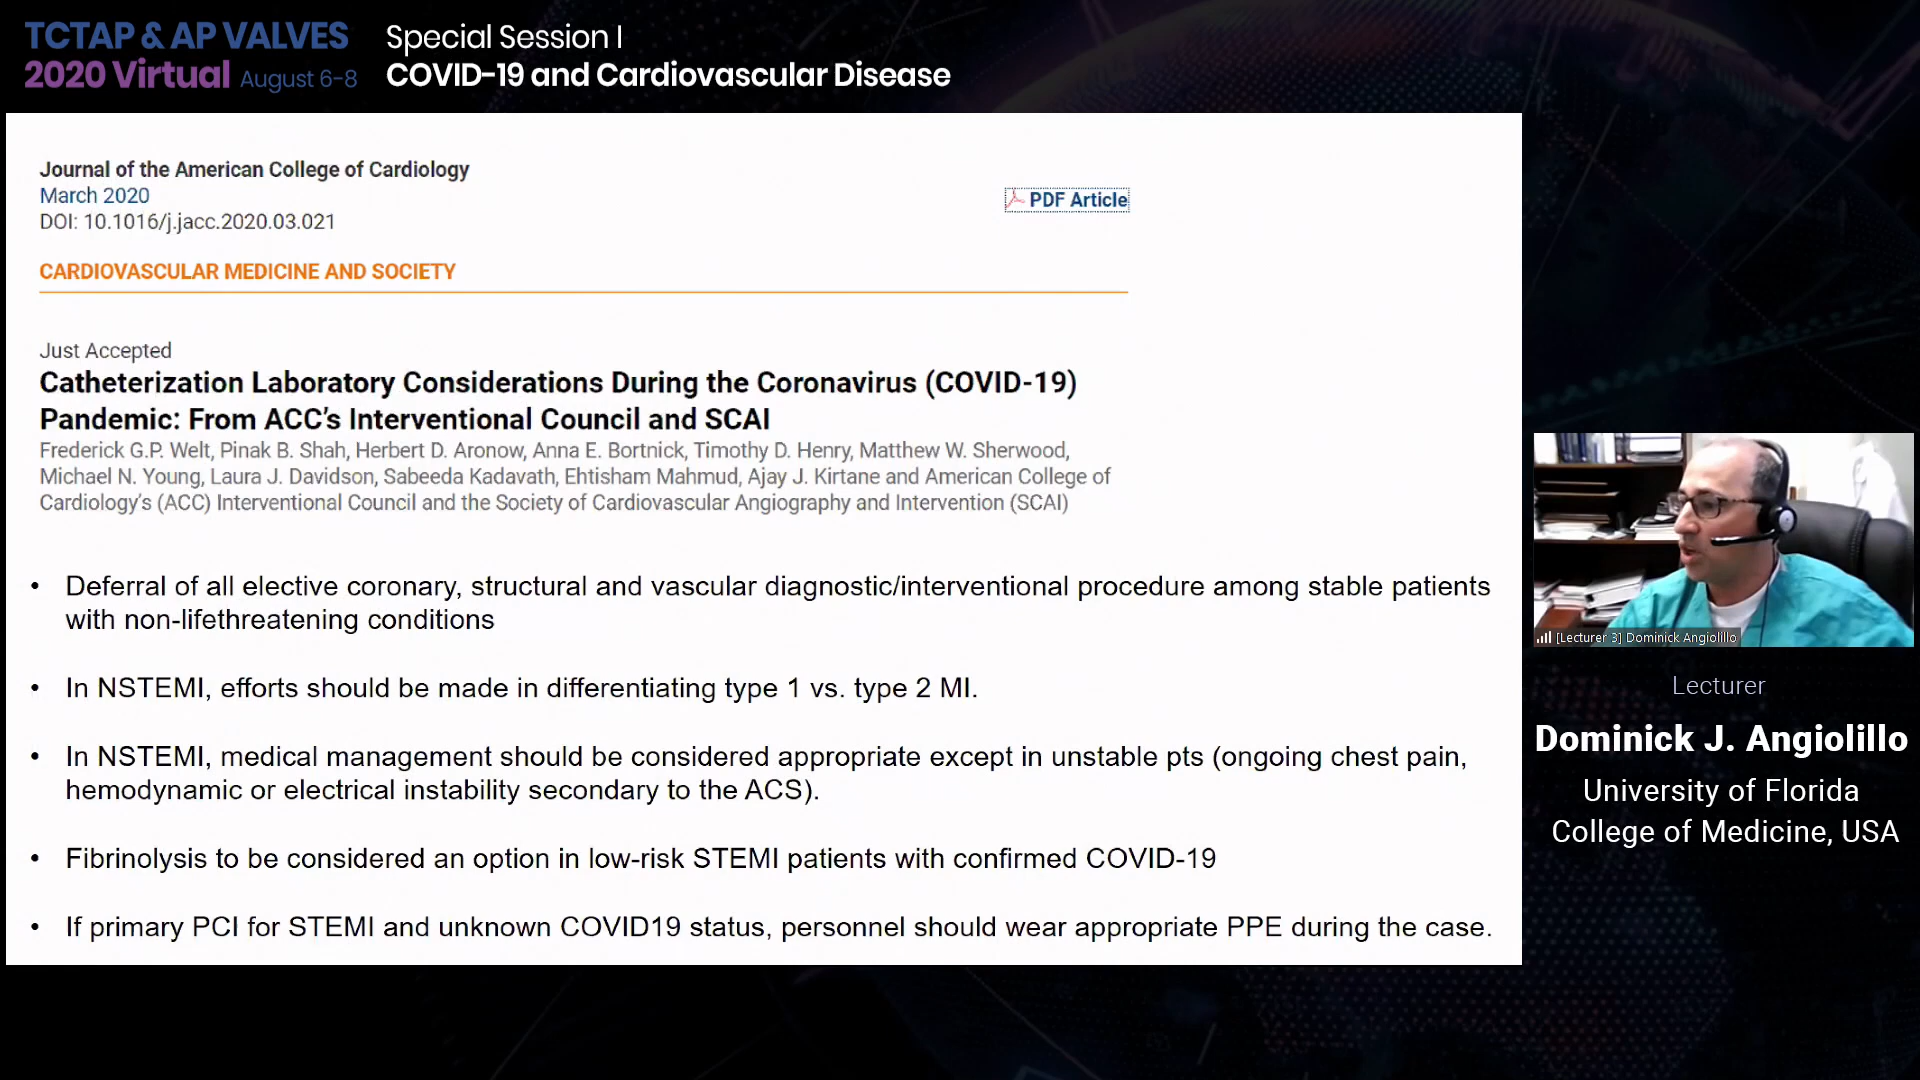 TCTAP & AP VALVES
2020 Virtual August 6-8
Special Session I
COVID-19 and Cardiovascular Disease
Journal of the American College of Cardiology
March 2020
DOI: 10.1016/j.jacc.2020.03.021
PDF Article
CARDIOVASCULAR MEDICINE AND SOCIETY
Just Accepted
Catheterization Laboratory Considerations During the Coronavirus (COVID-19)
Pandemic: From ACC's Interventional Council and SCAI
Frederick G.P. Welt, Pinak B. Shah, Herbert D. Aronow, Anna E. Bortnick, Timothy D. Henry, Matthew W. Sherwood,
Michael N. Young, Laura J. Davidson, Sabeeda Kadavath, Ehtisham Mahmud, Ajay J. Kirtane and American College of
Cardiology's (ACC) Interventional Council and the Society of Cardiovascular Angiography and Intervention (SCAI)
• Deferral of all elective coronary, structural and vascular diagnostic/interventional procedure among stable patients
with non-lifethreatening conditions
• In NSTEMI, efforts should be made in differentiating type 1 vs. type 2 MI.
• In NSTEMI, medical management should be considered appropriate except in unstable pts (ongoing chest pain,
hemodynamic or electrical instability secondary to the ACS).
• Fibrinolysis to be considered an option in low-risk STEMI patients with confirmed COVID-19
• If primary PCI for STEMI and unknown COVID19 status, personnel should wear appropriate PPE during the case.
[Lecturer 3] Dominick Angiolillo
Lecturer
Dominick J. Angiolillo
University of Florida
College of Medicine, USA